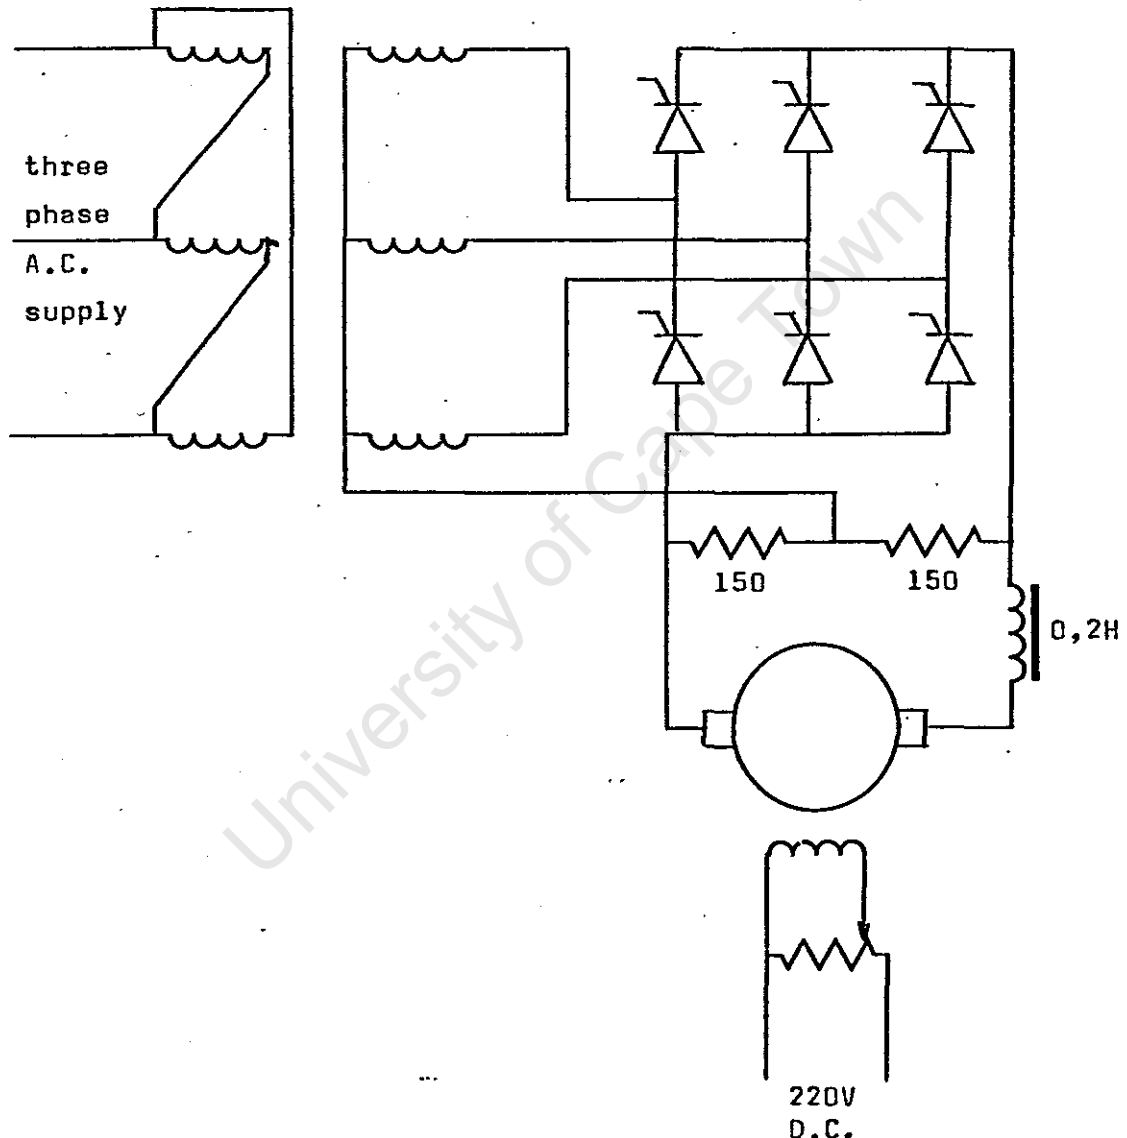 three
phase
A.C.
supply
150
150
0,2H
220V
D.C.
University of Cape Town